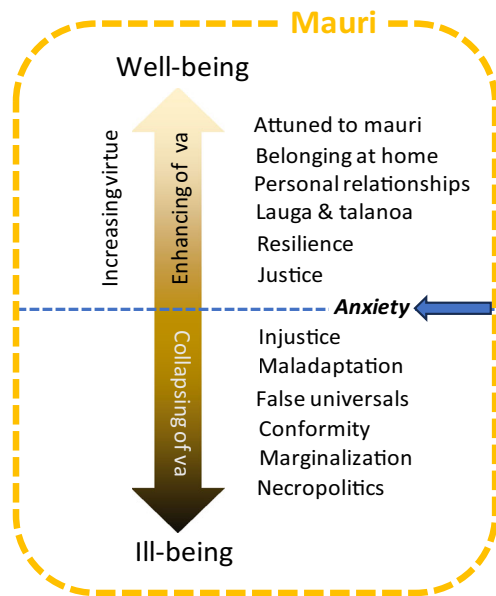 Mauri
Well-being
Increasing virtue
Enhancing of va
Attuned to mauri
Belonging at home
Personal relationships
Lauga & talanoa
Resilience
Justice
Anxiety
Collapsing of va
Injustice
Maladaptation
False universals
Conformity
Marginalization
Necropolitics
Ill-being